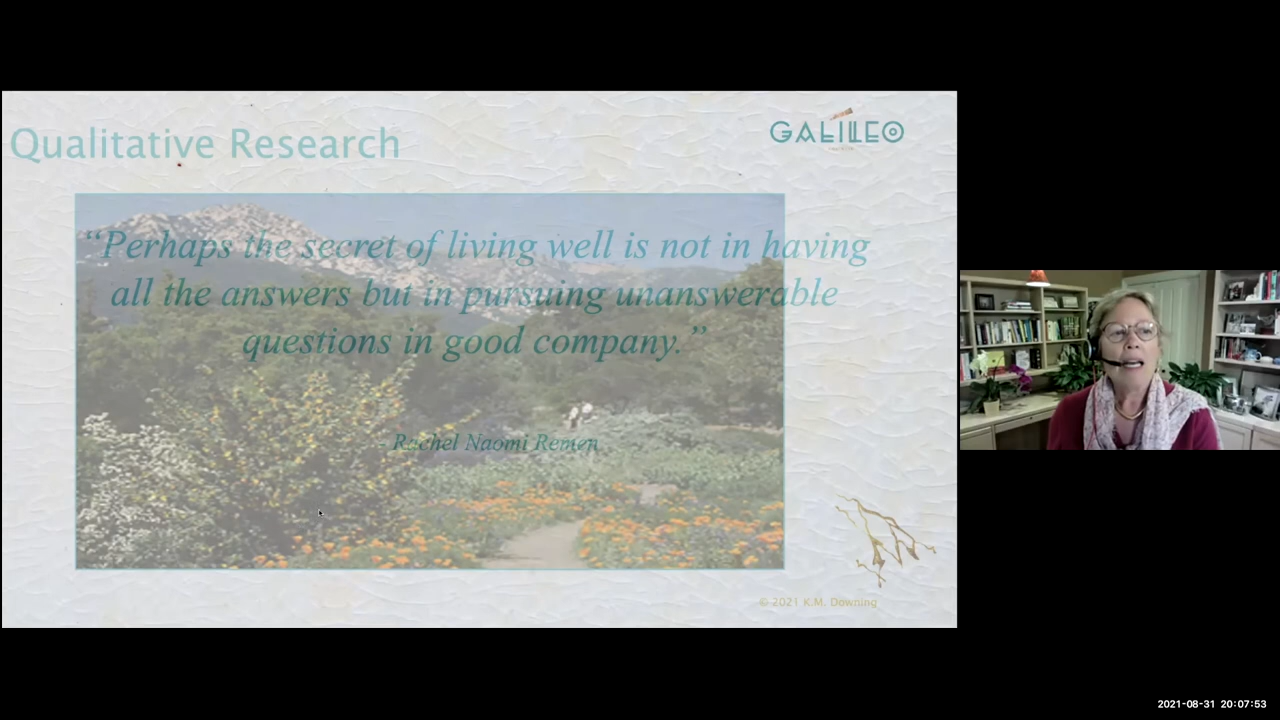 Qualitative Research
GALILEO
“Perhaps the secret of living well is not in having
all the answers but in pursuing unanswerable
questions in good company.”
- Rachel Naomi Remen
© 2021 K.M. Downing
2021-08-31 20:07:53